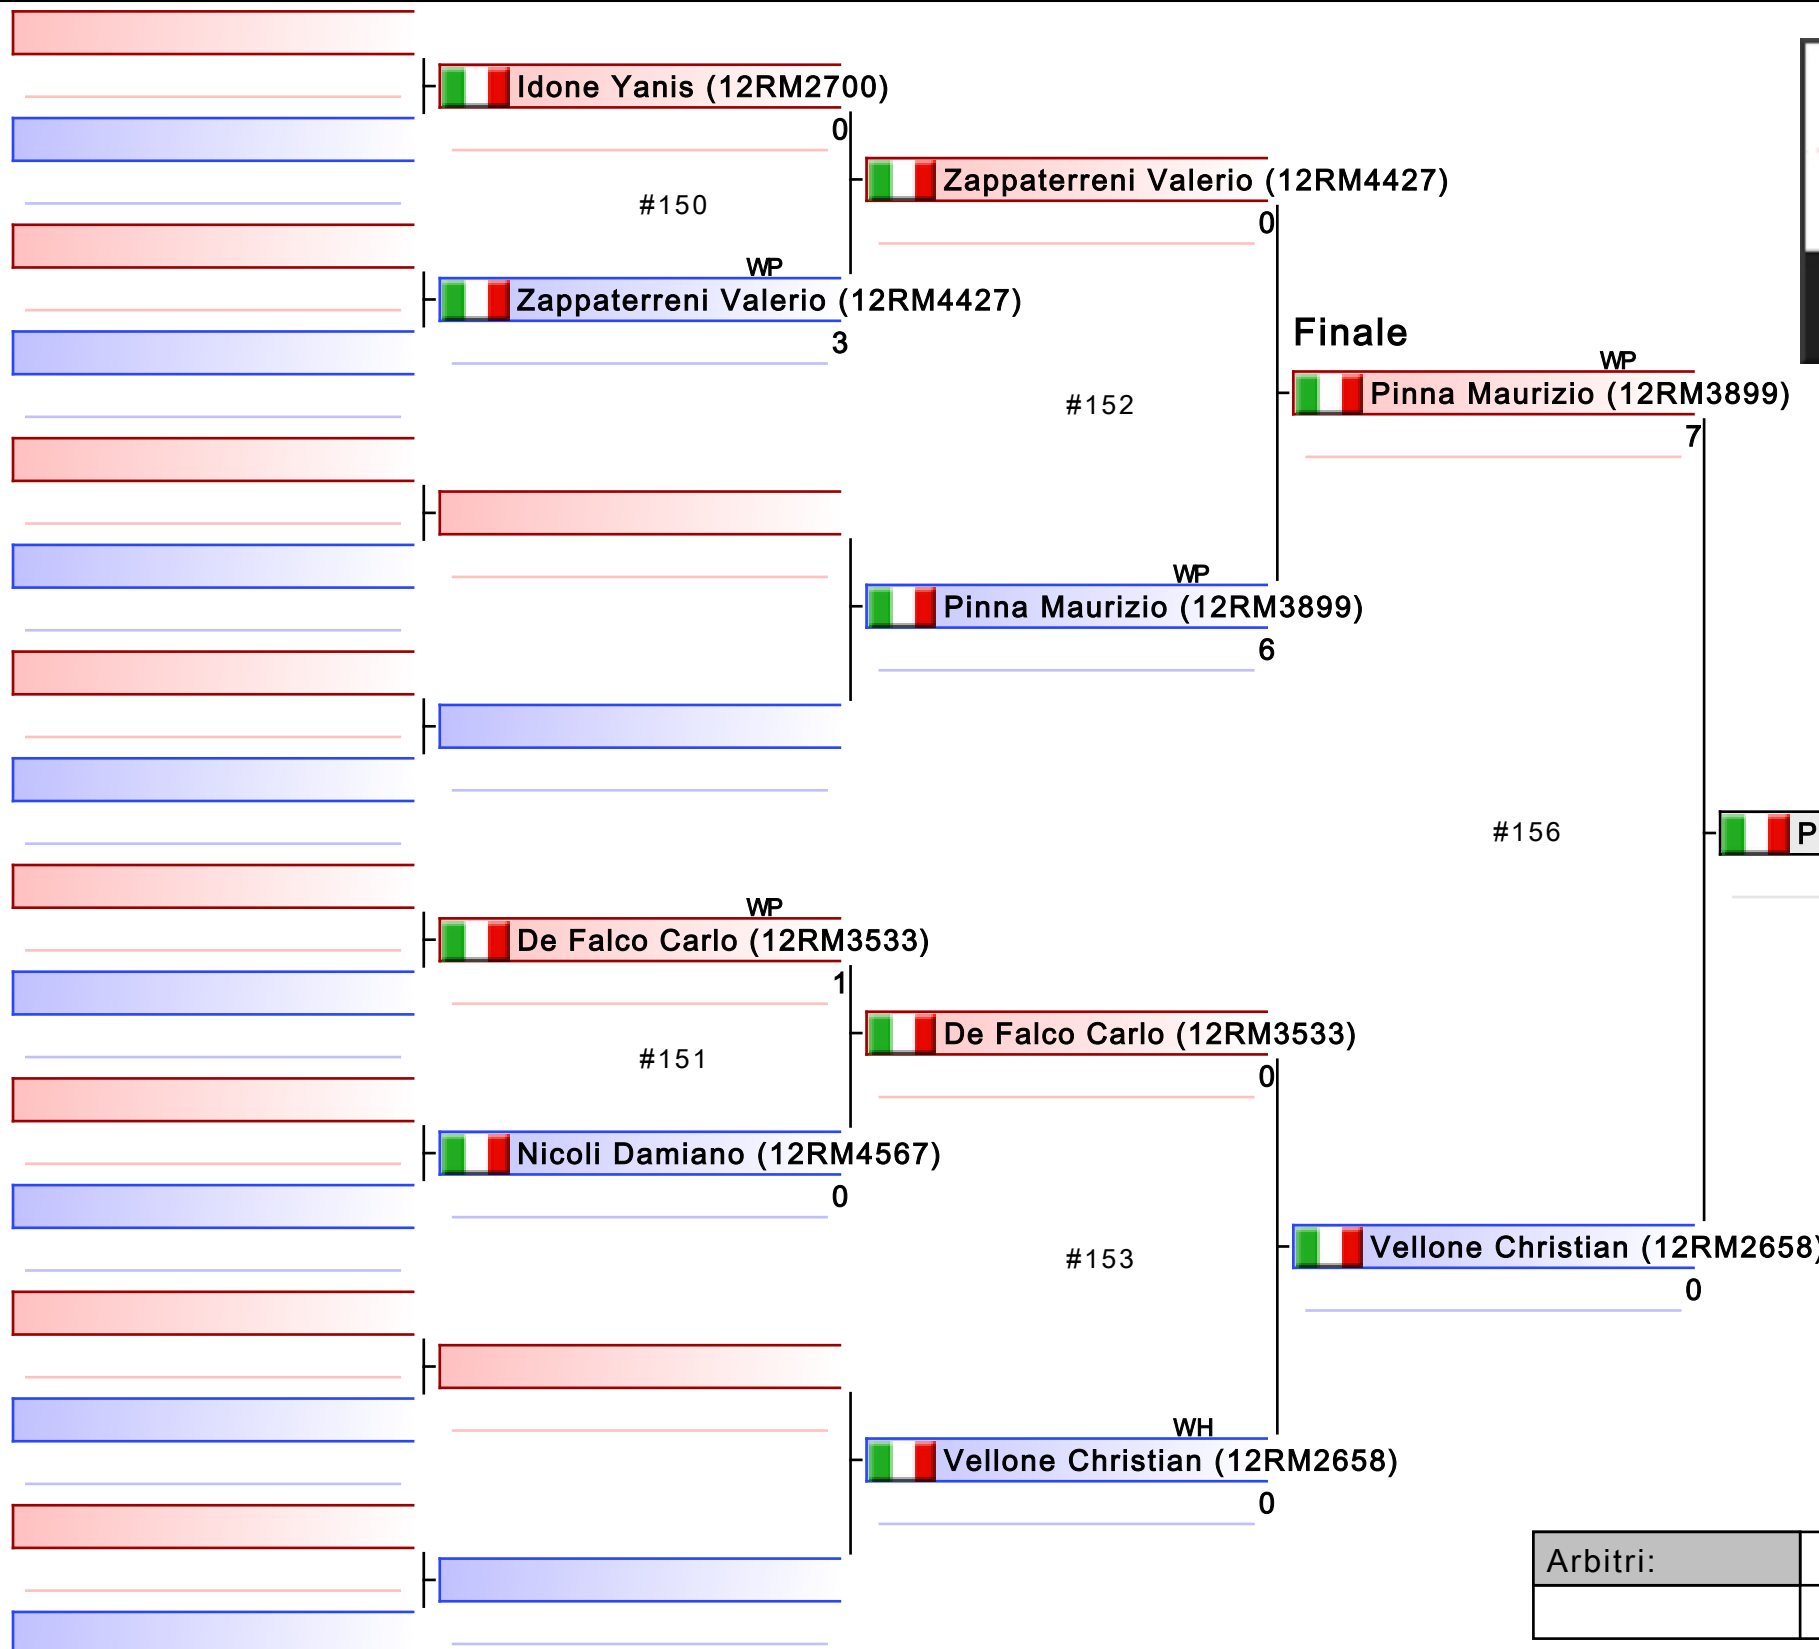 Idone Yanis (12RM2700)
0
#150
WP
Zappaterreni Valerio (12RM4427)
3
Zappaterreni Valerio (12RM4427)
0
#152
WP
Pinna Maurizio (12RM3899)
6
Finale
WP
Pinna Maurizio (12RM3899)
7
#156
P
WP
De Falco Carlo (12RM3533)
1
#151
Nicoli Damiano (12RM4567)
0
De Falco Carlo (12RM3533)
0
#153
WH
Vellone Christian (12RM2658)
0
Vellone Christian (12RM2658)
0
Arbitri: